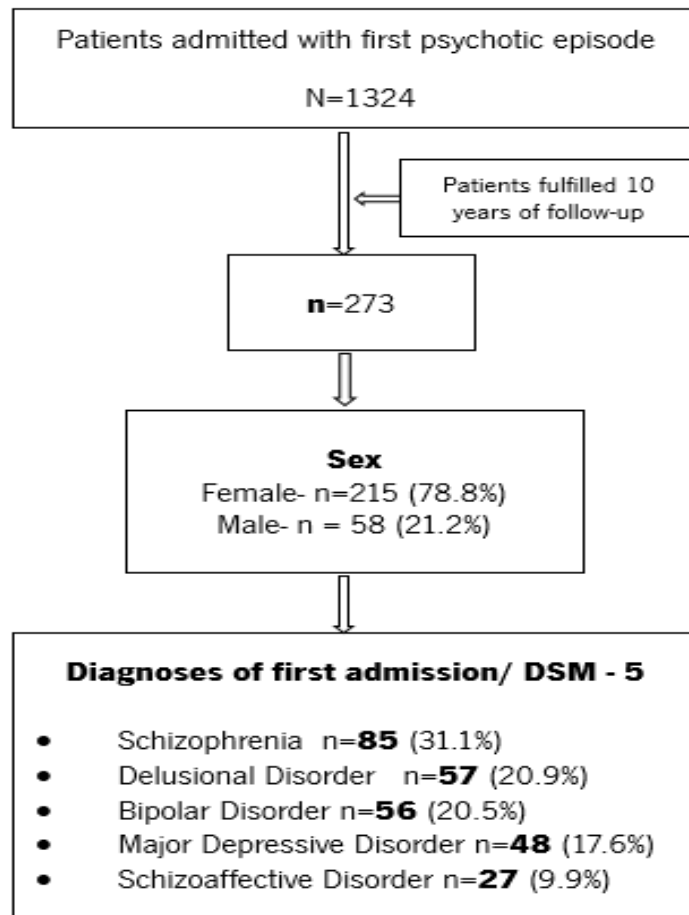 Patients admitted with first psychotic episode
N=1324
Patients fulfilled 10
years of follow-up
n=273
Sex
Female- n=215 (78.8%)
Male- n = 58 (21.2%)
Diagnoses of first admission/ DSM - 5
• Schizophrenia n=85 (31.1%)
• Delusional Disorder n=57 (20.9%)
• Bipolar Disorder n=56 (20.5%)
• Major Depressive Disorder n=48 (17.6%)
• Schizoaffective Disorder n=27 (9.9%)